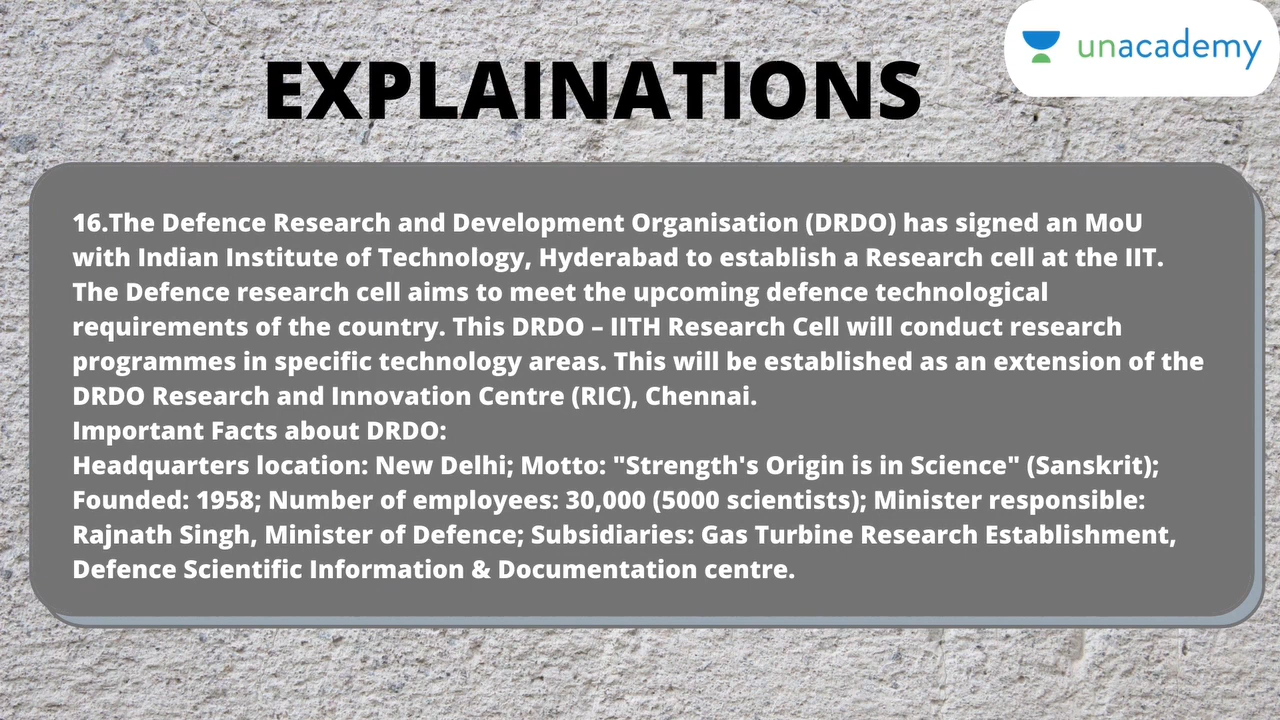 unacademy
EXPLAINATIONS
16.The Defence Research and Development Organisation (DRDO) has signed an MoU
with Indian Institute of Technology, Hyderabad to establish a Research cell at the IIT.
The Defence research cell aims to meet the upcoming defence technological
requirements of the country. This DRDO – IITH Research Cell will conduct research
programmes in specific technology areas. This will be established as an extension of the
DRDO Research and Innovation Centre (RIC), Chennai.
Important Facts about DRDO:
Headquarters location: New Delhi; Motto: "Strength's Origin is in Science" (Sanskrit);
Founded: 1958; Number of employees: 30,000 (5000 scientists); Minister responsible:
Rajnath Singh, Minister of Defence; Subsidiaries: Gas Turbine Research Establishment,
Defence Scientific Information & Documentation centre.